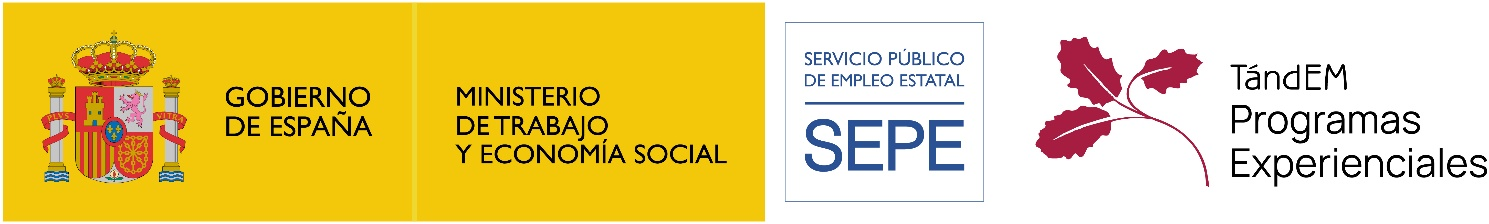 GOBIERNO
DE ESPAÑA
MINISTERIO
DE TRABAJO
Y ECONOMÍA SOCIAL
SERVICIO PÚBLICO
DE EMPLEO ESTATAL
SEPE
TándEM
Programas
Experienciales